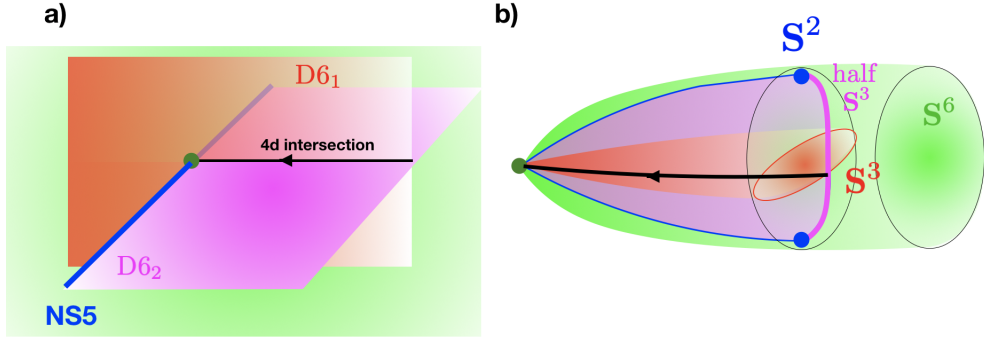 a)
D6₁
4d intersection
D6₂
NS5
b)
S²
half
S³
S⁶
S³